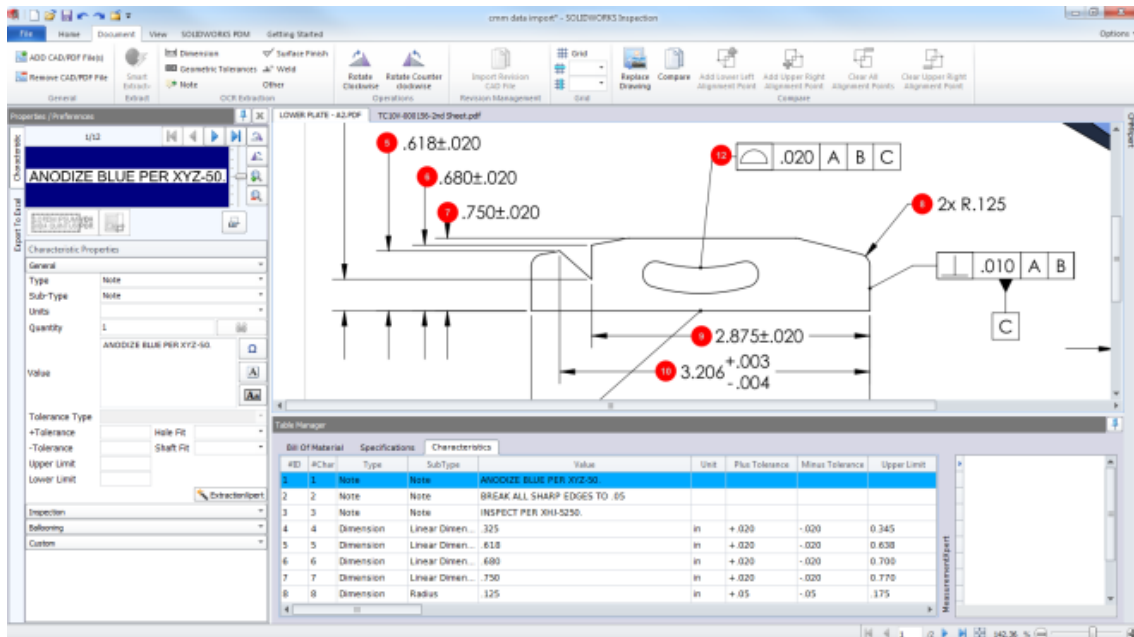 cmm data import* - SOLIDWORKS Inspection
File Home Document View SOLIDWORKS PDM Getting Started Options
ADD CAD/PDF File(s)
Remove CAD/PDF File
General
Smart Extract
Extract
Dimension
Geometric Tolerances
Note
Surface Finish
Weld
Other
OCR Extraction
Rotate Clockwise
Rotate Counter clockwise
Operations
Import Revision CAD File
Revision Management
Grid
Grid
Replace Drawing
Compare
Add Lower Left Alignment Point
Add Upper Right Alignment Point
Clear All Alignment Points
Clear Upper Right Alignment Point
Compare
Properties / Preferences
Characteristic
Export To Excel
1/12
ANODIZE BLUE PER XYZ-50.
Characteristic Properties
General
Type Note
Sub-Type Note
Units
Quantity 1
Value ANODIZE BLUE PER XYZ-50.
Ω
A
Aa
Tolerance Type
+Tolerance Hole Fit
-Tolerance Shaft Fit
Upper Limit
Lower Limit
ExtractionXpert
Inspection
Ballooning
Custom
LOWER PLATE - A2.PDF TC10V-000156-2nd Sheet.pdf
5 .618±.020
6 .680±.020
7 .750±.020
12 .020 A B C
8 2x R.125
.010 A B
C
9 2.875±.020
10 3.206 +.003
-.004
Table Manager
Bill Of Material Specifications Characteristics
#ID #Char Type SubType Value Unit Plus Tolerance Minus Tolerance Upper Limit
1 1 Note Note ANODIZE BLUE PER XYZ-50.
2 2 Note Note BREAK ALL SHARP EDGES TO .05
3 3 Note Note INSPECT PER XHJ-5250.
4 4 Dimension Linear Dimen... .325 in +.020 -.020 0.345
5 5 Dimension Linear Dimen... .618 in +.020 -.020 0.638
6 6 Dimension Linear Dimen... .680 in +.020 -.020 0.700
7 7 Dimension Linear Dimen... .750 in +.020 -.020 0.770
8 8 Dimension Radius .125 in +.05 -.05 .175
MeasurementXpert
1 /2 142.36 %